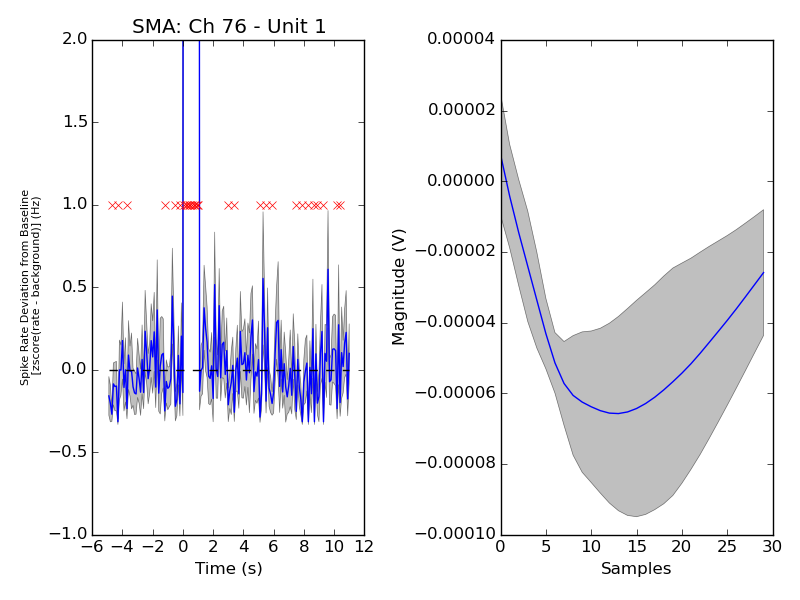 SMA: Ch 76 - Unit 1
Spike Rate Deviation from Baseline
[zscore(rate - background)] (Hz)
2.0
1.5
1.0
0.5
0.0
−0.5
−1.0
−6 −4 −2 0 2 4 6 8 10 12
Time (s)
Magnitude (V)
0.00004
0.00002
0.00000
−0.00002
−0.00004
−0.00006
−0.00008
−0.00010
0 5 10 15 20 25 30
Samples